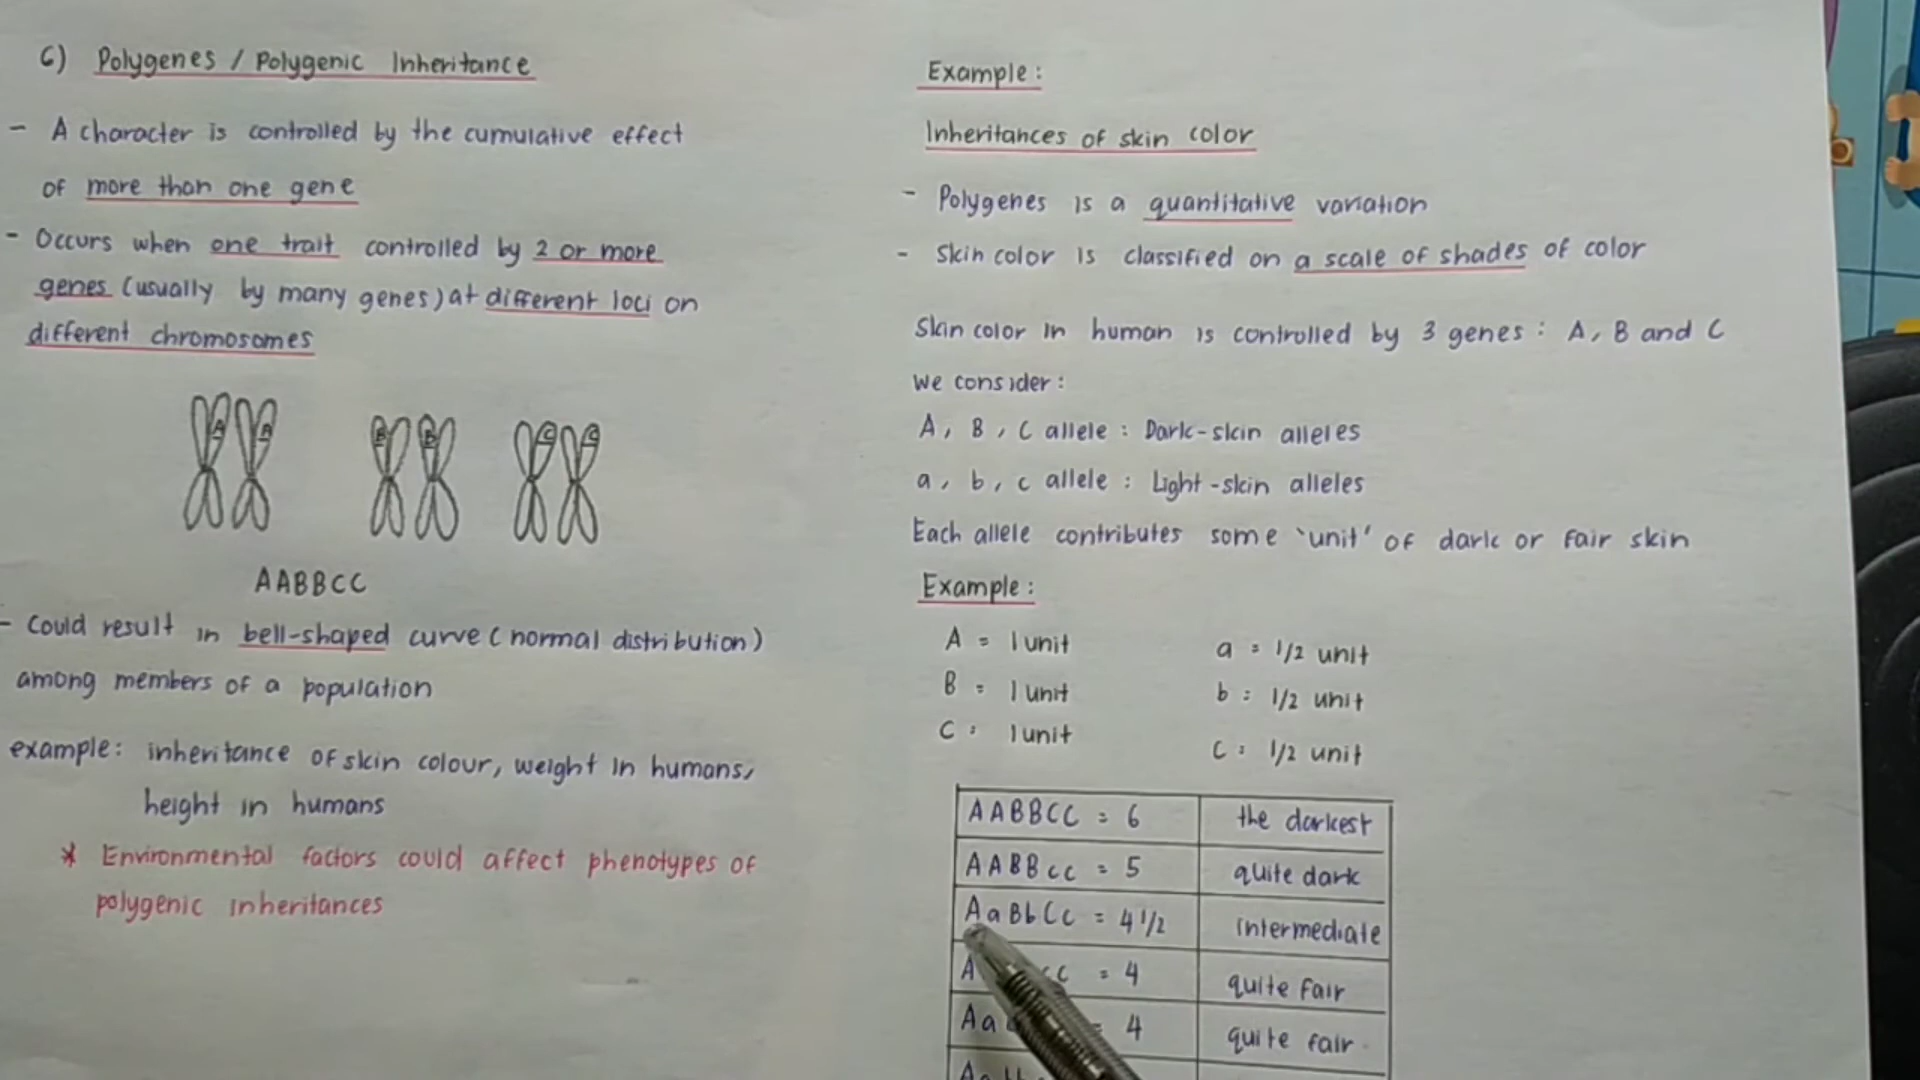 C) Polygenes / Polygenic Inheritance
- A character is controlled by the cumulative effect
of more than one gene
- Occurs when one trait controlled by 2 or more
genes (usually by many genes) at different loci on
different chromosomes
A A B B C C
AABBCC
- Could result in bell-shaped curve (normal distribution)
among members of a population
example: inheritance of skin colour, weight in humans,
height in humans
* Environmental factors could affect phenotypes of
polygenic inheritances
Example:
Inheritances of skin color
- Polygenes is a quantitative variation
- Skin color is classified on a scale of shades of color
Skin color in human is controlled by 3 genes: A, B and C
We consider:
A, B, C allele: Dark-skin alleles
a, b, c allele: Light-skin alleles
Each allele contributes some 'unit' of dark or fair skin
Example:
A = 1 unit a = 1/2 unit
B = 1 unit b = 1/2 unit
C = 1 unit c = 1/2 unit
AABBCC = 6 the darkest
AABBcc = 5 quite dark
AaBbCc = 4 1/2 intermediate
A cc = 4 quite fair
Aa = 4 quite fair